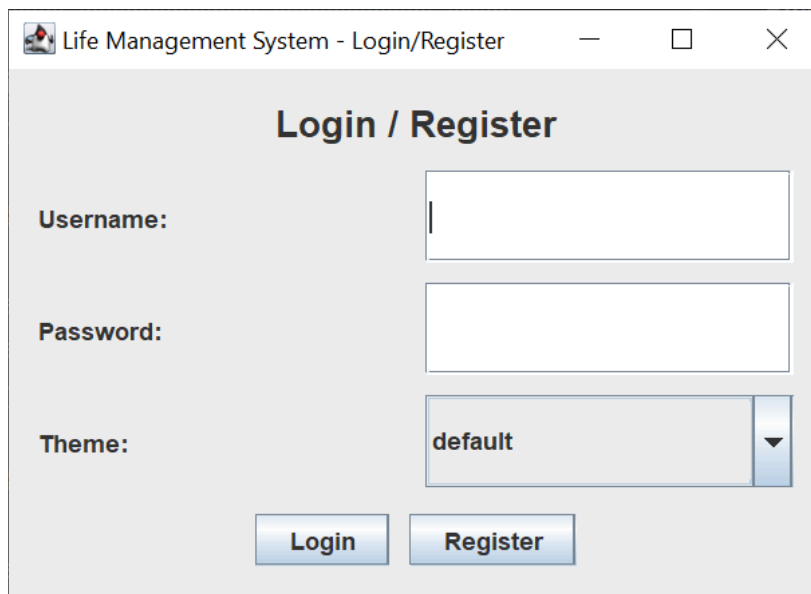 Life Management System - Login/Register
Login / Register
Username:
Password:
Theme:
default
Login
Register